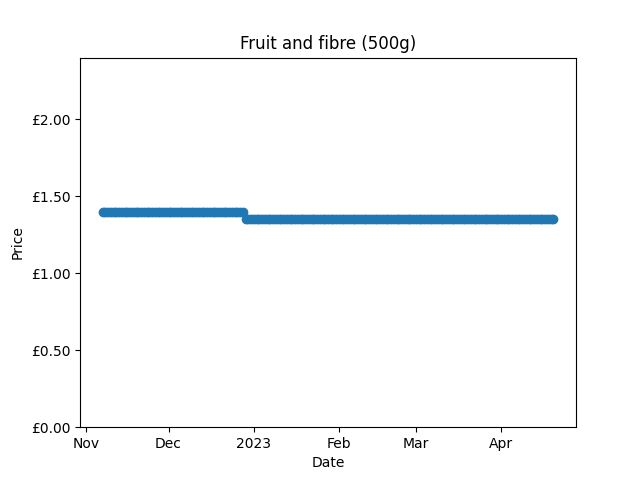 Fruit and fibre (500g)
£2.00
£1.50
£1.00
£0.50
£0.00
Price
Nov Dec 2023 Feb Mar Apr
Date